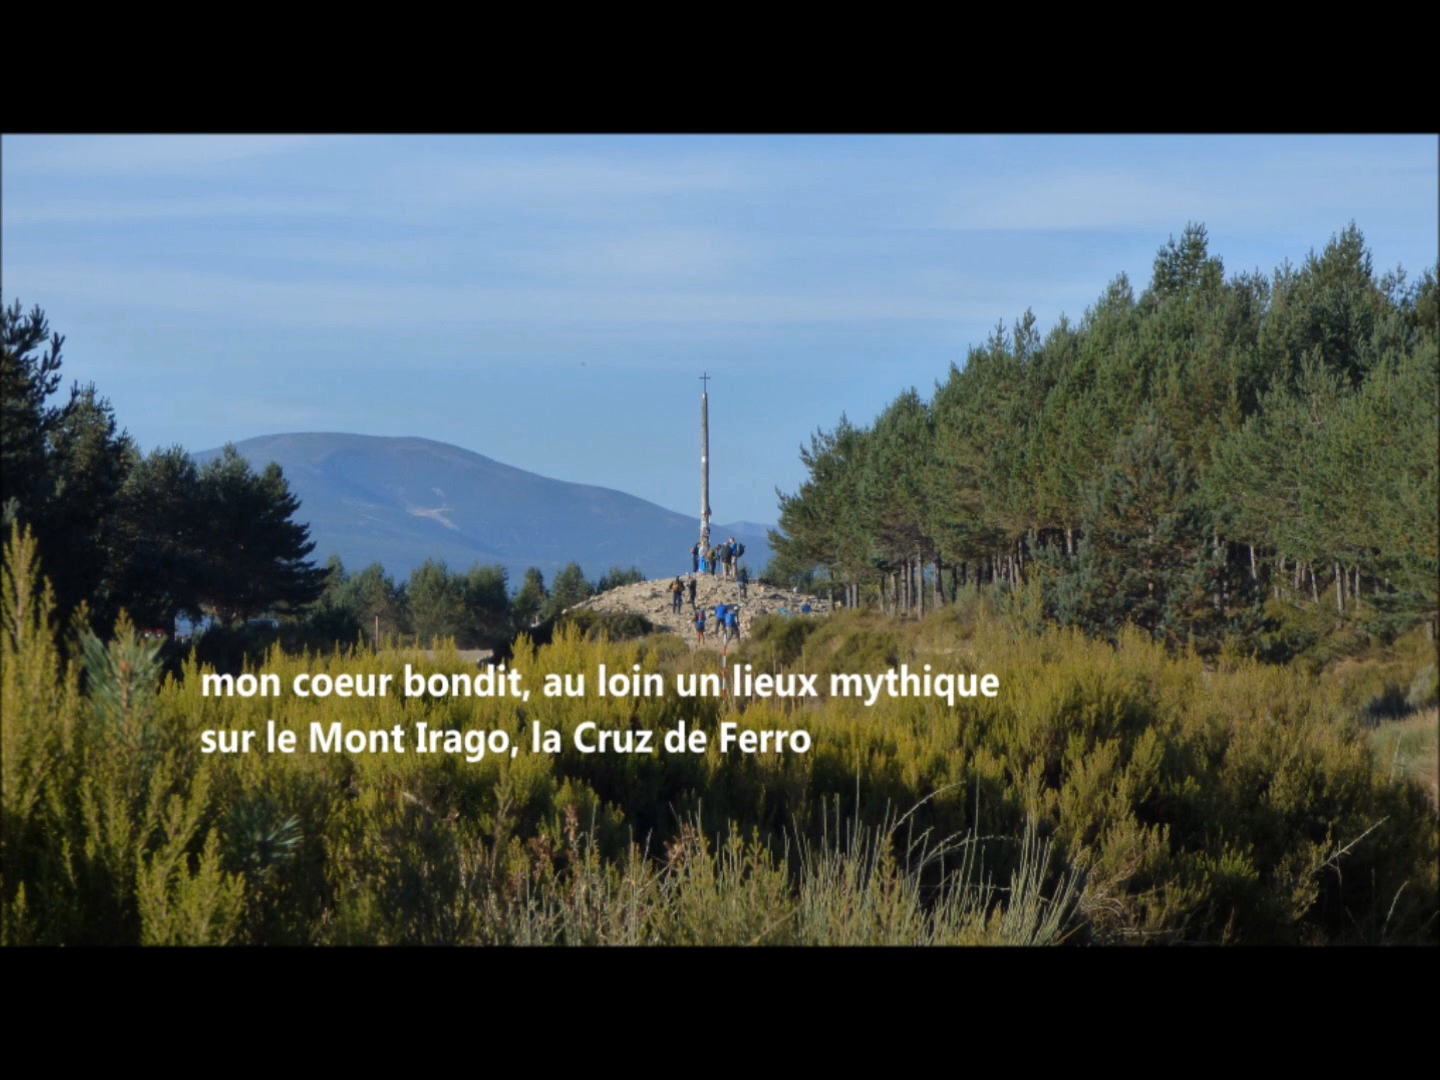 mon coeur bondit, au loin un lieux mythique
sur le Mont Irago, la Cruz de Ferro